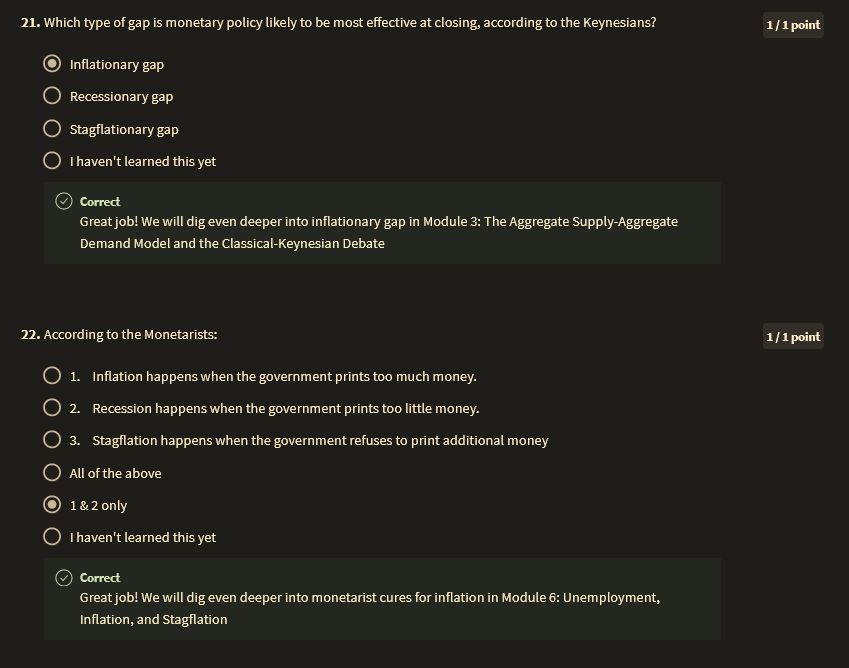 21. Which type of gap is monetary policy likely to be most effective at closing, according to the Keynesians?
1 / 1 point
Inflationary gap
Recessionary gap
Stagflationary gap
I haven't learned this yet
Correct
Great job! We will dig even deeper into inflationary gap in Module 3: The Aggregate Supply-Aggregate
Demand Model and the Classical-Keynesian Debate
22. According to the Monetarists:
1 / 1 point
1. Inflation happens when the government prints too much money.
2. Recession happens when the government prints too little money.
3. Stagflation happens when the government refuses to print additional money
All of the above
1 & 2 only
I haven't learned this yet
Correct
Great job! We will dig even deeper into monetarist cures for inflation in Module 6: Unemployment,
Inflation, and Stagflation